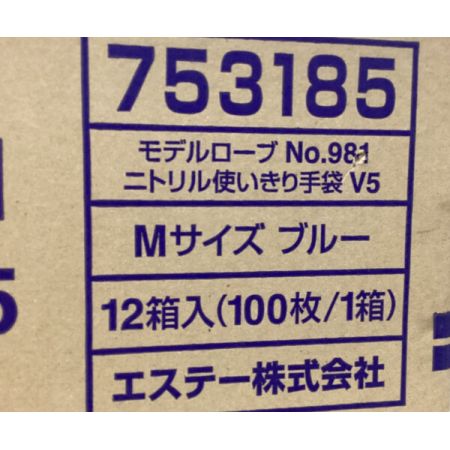 753185
モデルローブ No.981
ニトリル使いきり手袋 V5
Mサイズ ブルー
12箱入(100枚/1箱)
エステー株式会社
5